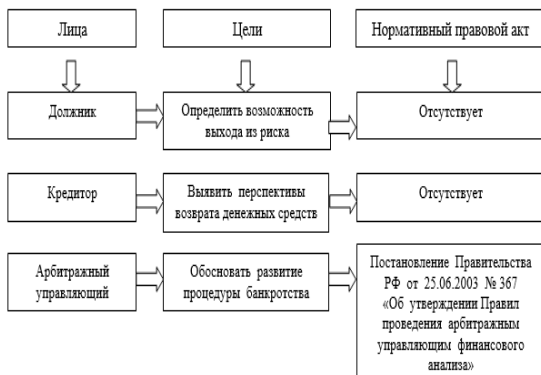 Лица
Цели
Нормативный правовой акт
Должник
Определить возможность
выхода из риска
Отсутствует
Кредитор
Выявить перспективы
возврата денежных средств
Отсутствует
Арбитражный
управляющий
Обосновать развитие
процедуры банкротства
Постановление Правительства
РФ от 25.06.2003 № 367
«Об утверждении Правил
проведения арбитражным
управляющим финансового
анализа»